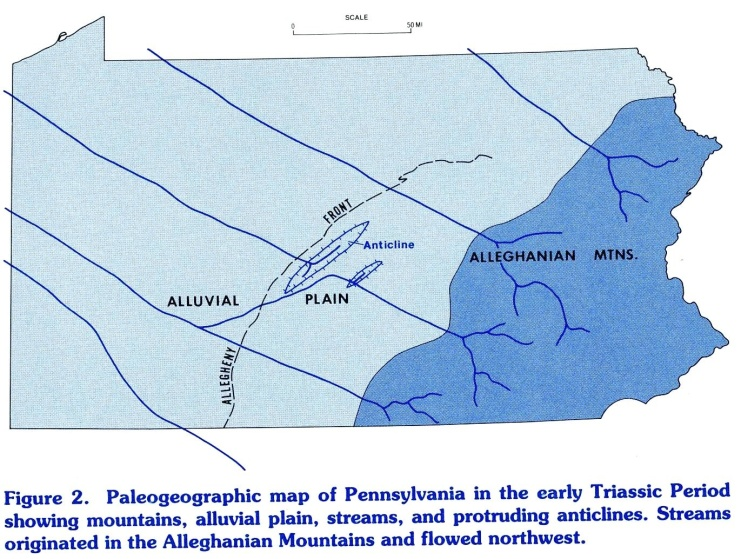 SCALE
0 50 MI
FRONT
Anticline
ALLEGHANIAN MTNS.
ALLUVIAL PLAIN
ALLEGHENY
Figure 2. Paleogeographic map of Pennsylvania in the early Triassic Period
showing mountains, alluvial plain, streams, and protruding anticlines. Streams
originated in the Alleghanian Mountains and flowed northwest.